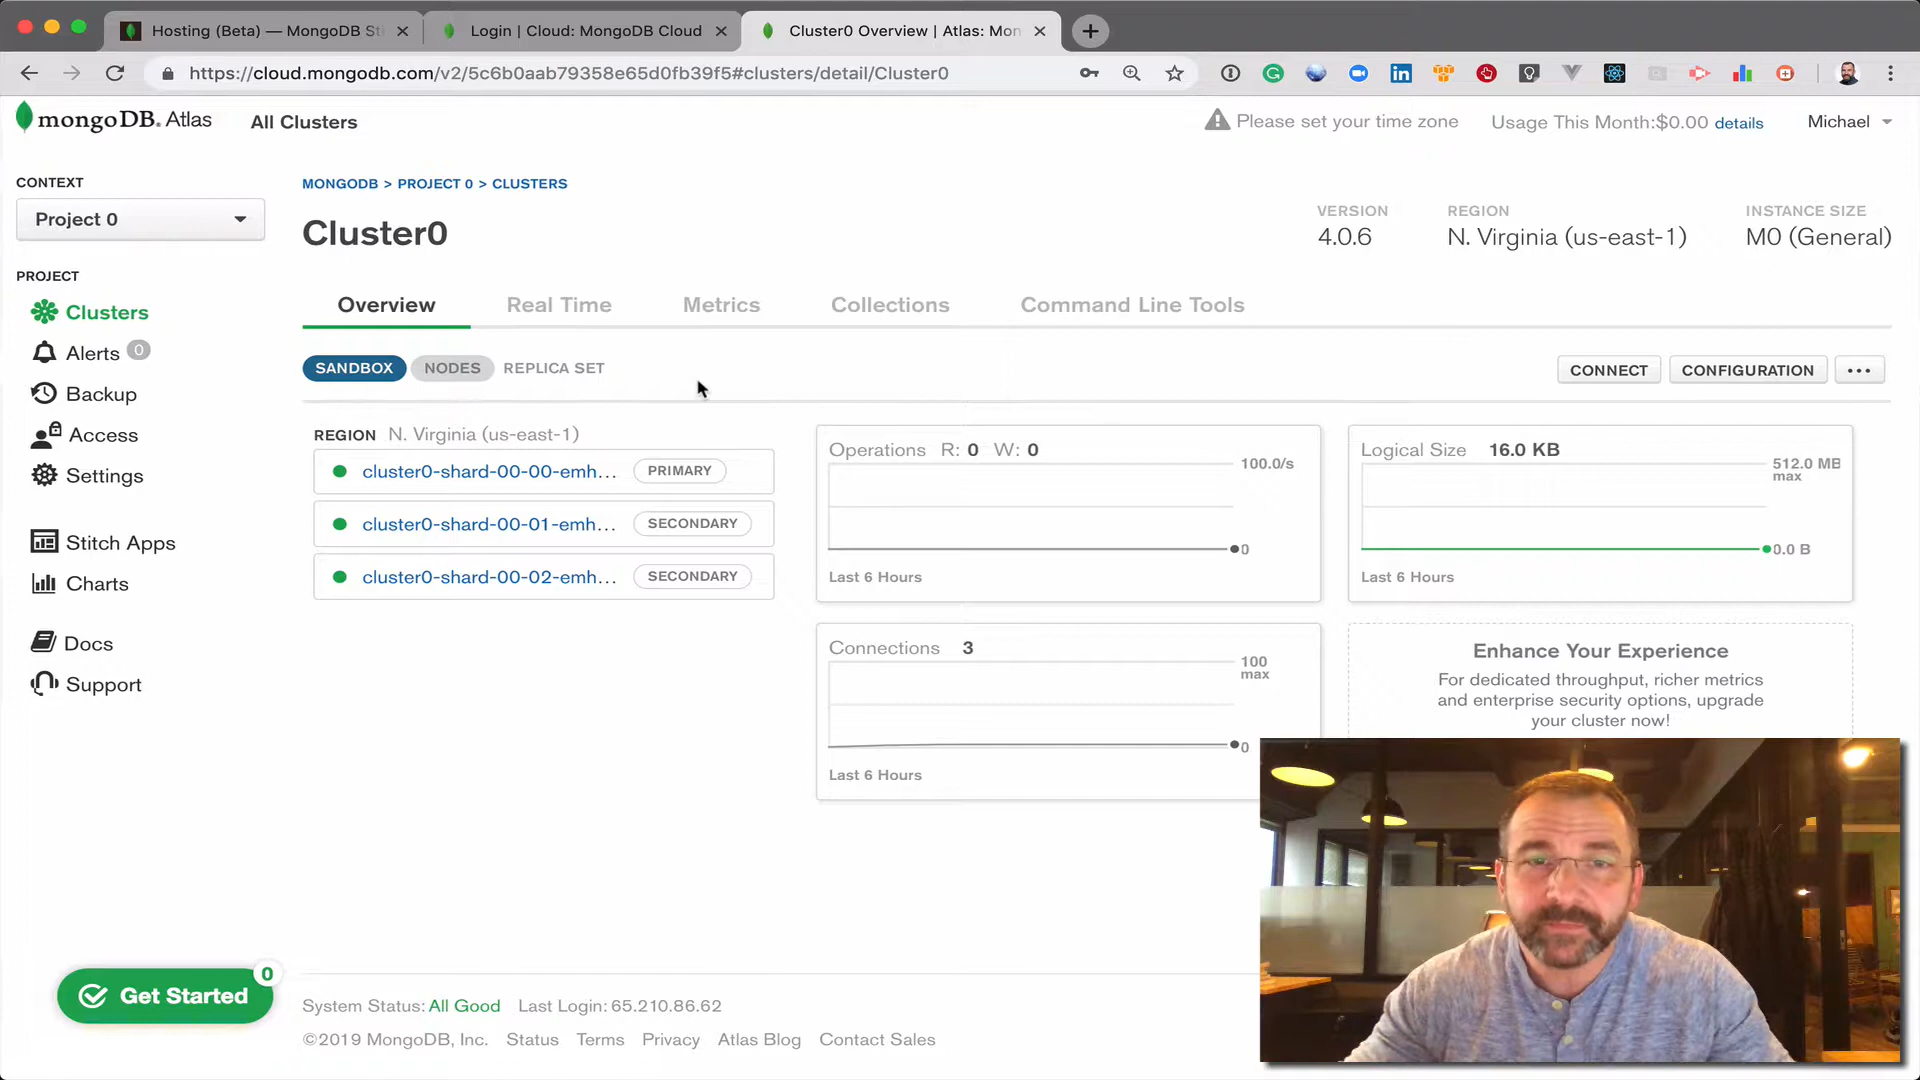 Hosting (Beta) — MongoDB St
Login | Cloud: MongoDB Cloud
Cluster0 Overview | Atlas: Mon
https://cloud.mongodb.com/v2/5c6b0aab79358e65d0fb39f5#clusters/detail/Cluster0
mongoDB. Atlas
All Clusters
Please set your time zone
Usage This Month:$0.00 details
Michael
CONTEXT
Project 0
PROJECT
Clusters
Alerts 0
Backup
Access
Settings
Stitch Apps
Charts
Docs
Support
Get Started
0
MONGODB > PROJECT 0 > CLUSTERS
Cluster0
VERSION
4.0.6
REGION
N. Virginia (us-east-1)
INSTANCE SIZE
M0 (General)
Overview
Real Time
Metrics
Collections
Command Line Tools
SANDBOX
NODES
REPLICA SET
CONNECT
CONFIGURATION
...
REGION N. Virginia (us-east-1)
cluster0-shard-00-00-emh... PRIMARY
cluster0-shard-00-01-emh... SECONDARY
cluster0-shard-00-02-emh... SECONDARY
Operations R: 0 W: 0
100.0/s
0
Last 6 Hours
Logical Size 16.0 KB
512.0 MB
max
0.0 B
Last 6 Hours
Connections 3
100
max
0
Last 6 Hours
Enhance Your Experience
For dedicated throughput, richer metrics
and enterprise security options, upgrade
your cluster now!
System Status: All Good Last Login: 65.210.86.62
©2019 MongoDB, Inc. Status Terms Privacy Atlas Blog Contact Sales